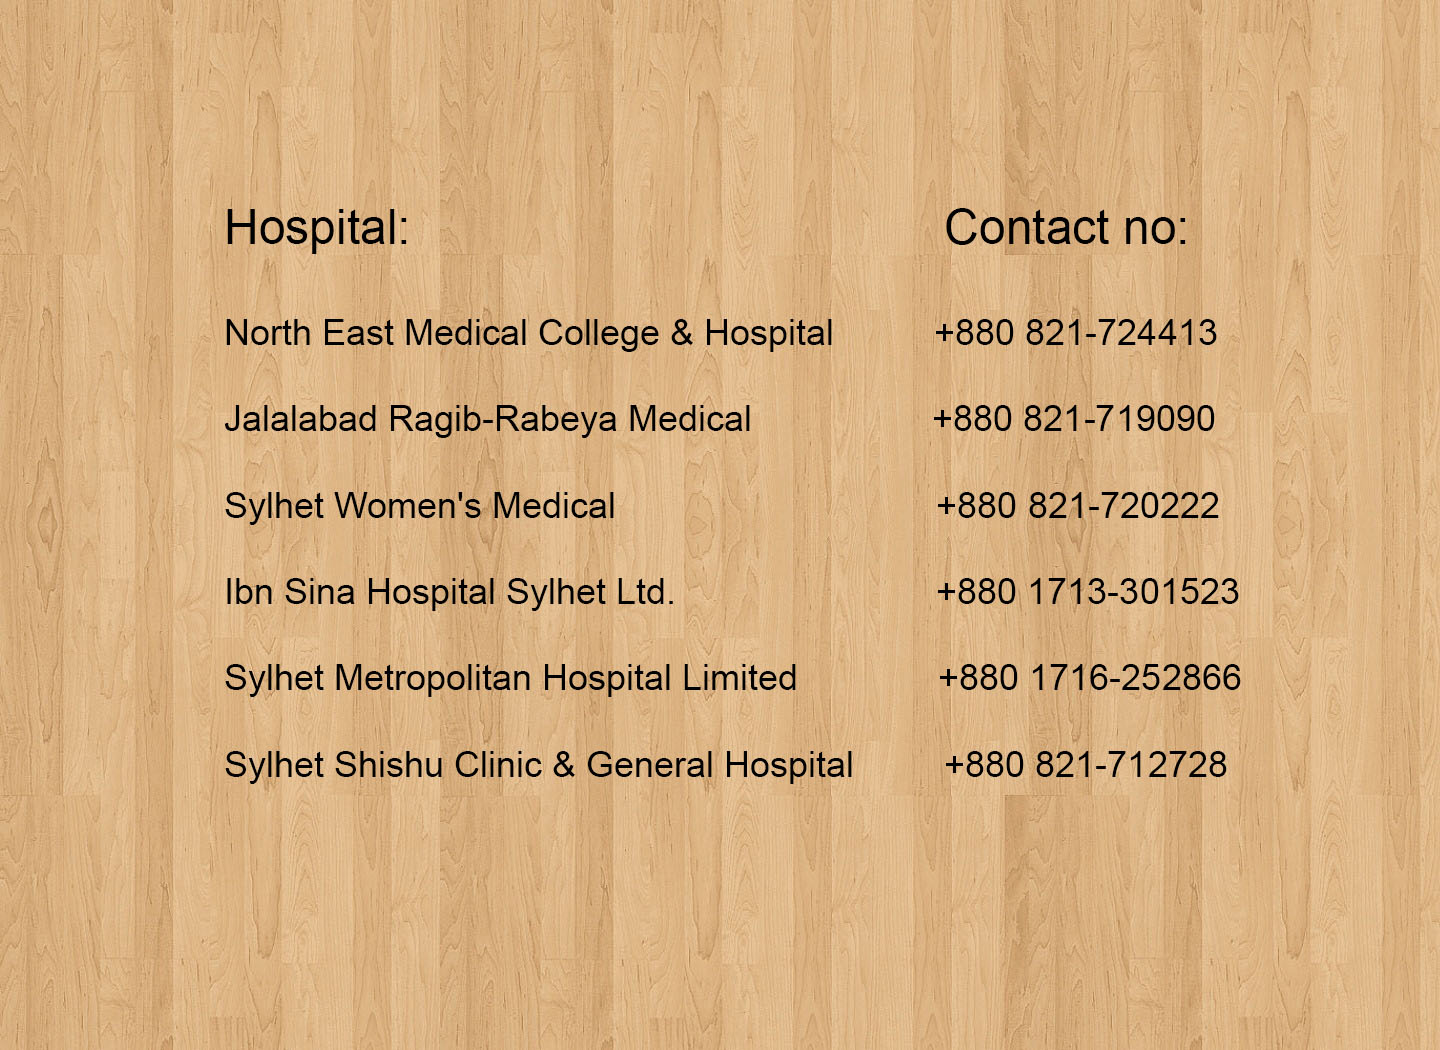 Hospital: Contact no:
North East Medical College & Hospital +880 821-724413
Jalalabad Ragib-Rabeya Medical +880 821-719090
Sylhet Women's Medical +880 821-720222
Ibn Sina Hospital Sylhet Ltd. +880 1713-301523
Sylhet Metropolitan Hospital Limited +880 1716-252866
Sylhet Shishu Clinic & General Hospital +880 821-712728